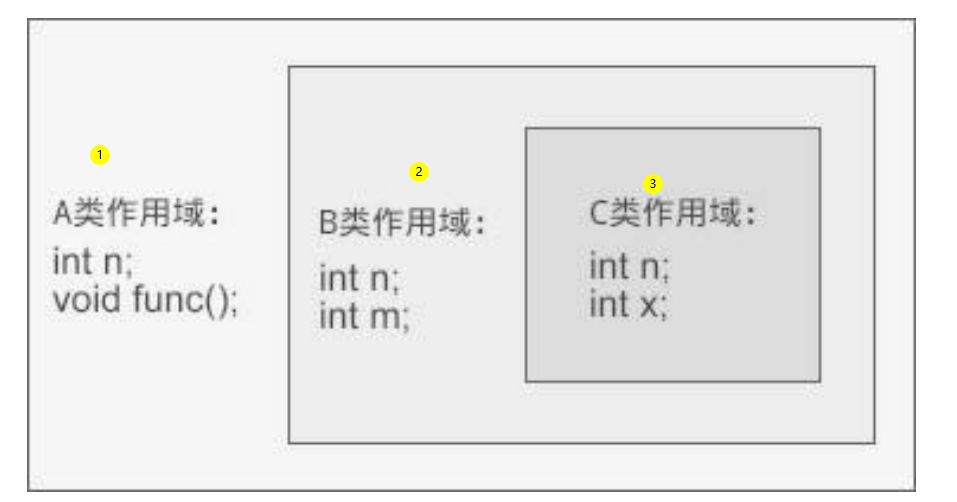 1
A类作用域:
int n;
void func();
2
B类作用域:
int n;
int m;
3
C类作用域:
int n;
int x;